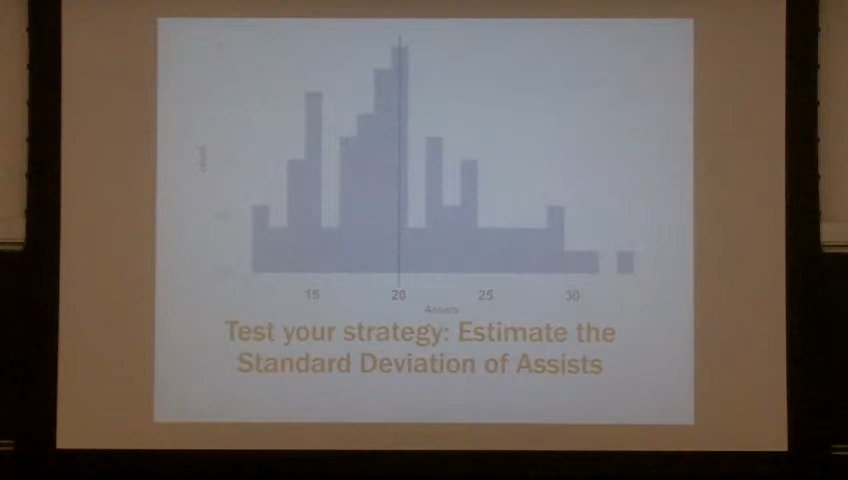 15 20 25 30
Assists
Test your strategy: Estimate the
Standard Deviation of Assists